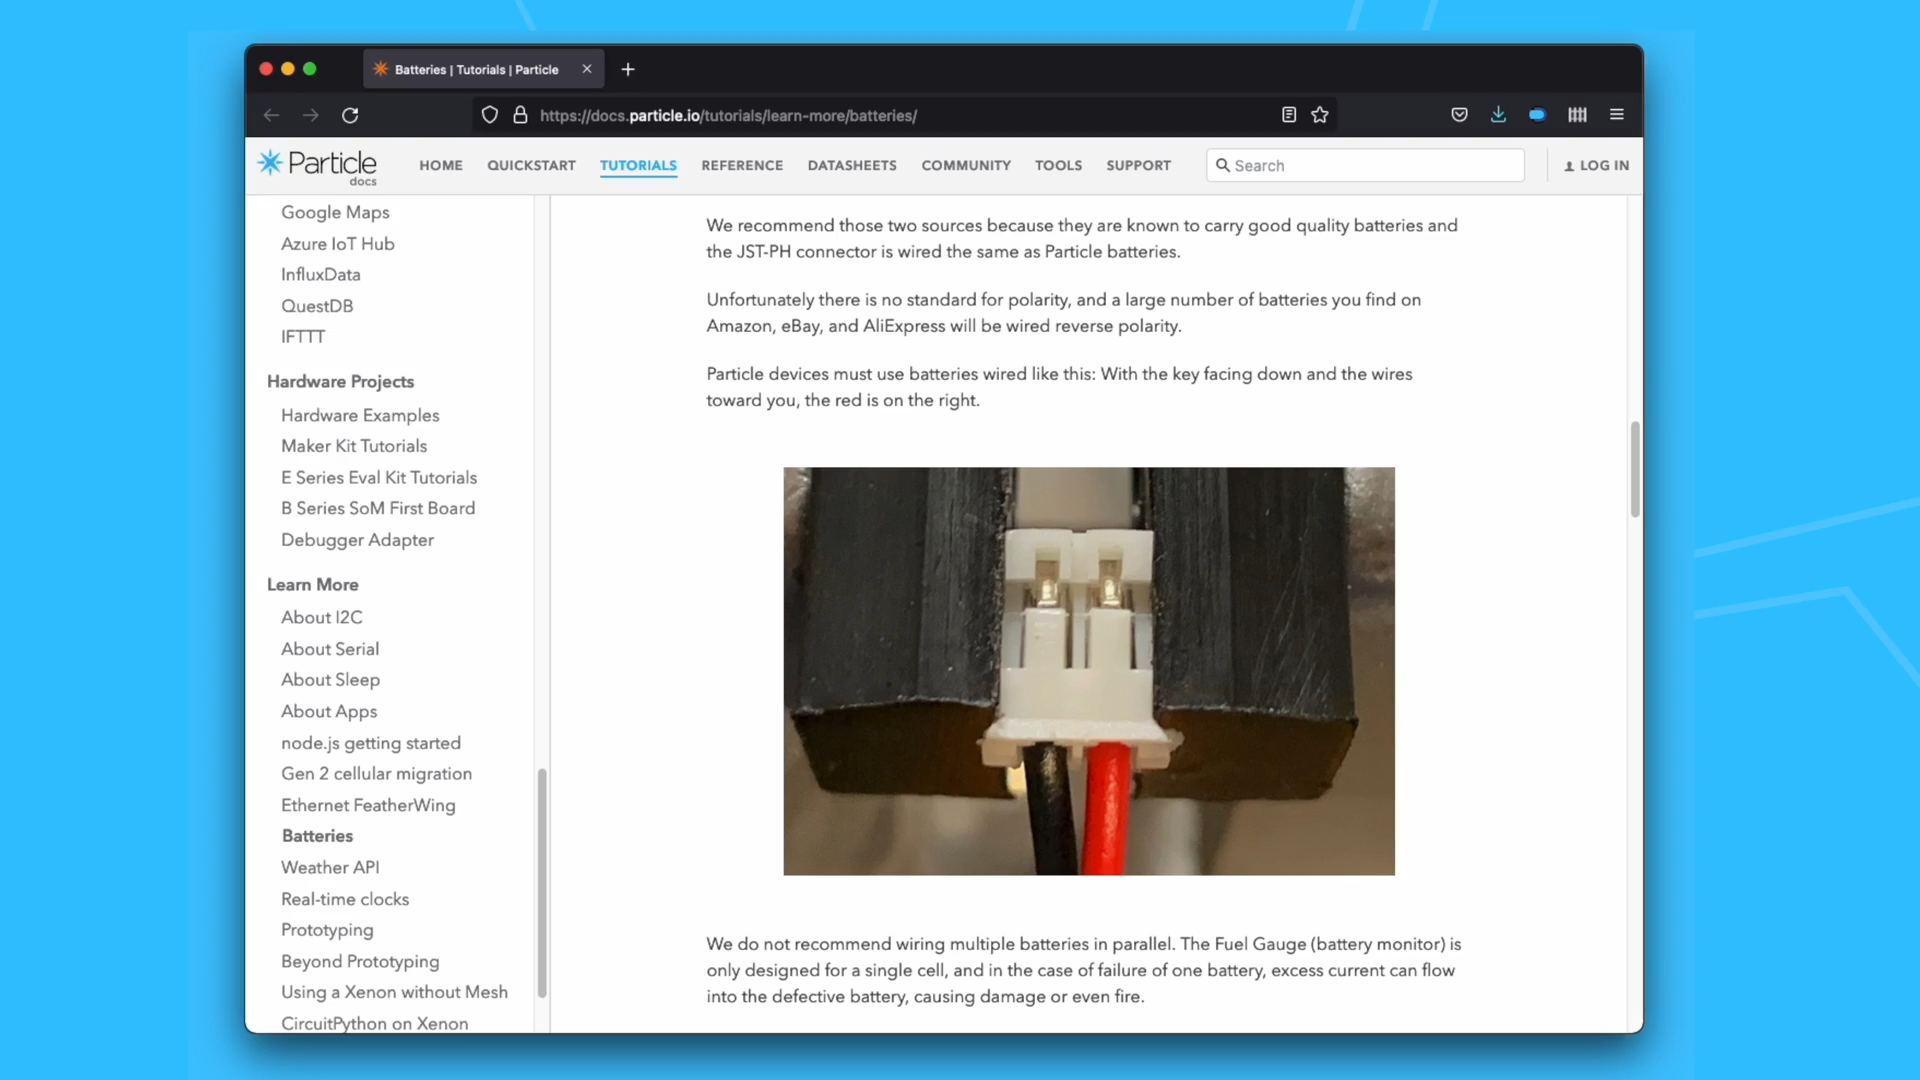 Batteries | Tutorials | Particle
https://docs.particle.io/tutorials/learn-more/batteries/
Particle
docs
HOME QUICKSTART TUTORIALS REFERENCE DATASHEETS COMMUNITY TOOLS SUPPORT Search LOG IN
Google Maps
Azure IoT Hub
InfluxData
QuestDB
IFTTT
Hardware Projects
Hardware Examples
Maker Kit Tutorials
E Series Eval Kit Tutorials
B Series SoM First Board
Debugger Adapter
Learn More
About I2C
About Serial
About Sleep
About Apps
node.js getting started
Gen 2 cellular migration
Ethernet FeatherWing
Batteries
Weather API
Real-time clocks
Prototyping
Beyond Prototyping
Using a Xenon without Mesh
CircuitPython on Xenon
We recommend those two sources because they are known to carry good quality batteries and
the JST-PH connector is wired the same as Particle batteries.
Unfortunately there is no standard for polarity, and a large number of batteries you find on
Amazon, eBay, and AliExpress will be wired reverse polarity.
Particle devices must use batteries wired like this: With the key facing down and the wires
toward you, the red is on the right.
We do not recommend wiring multiple batteries in parallel. The Fuel Gauge (battery monitor) is
only designed for a single cell, and in the case of failure of one battery, excess current can flow
into the defective battery, causing damage or even fire.